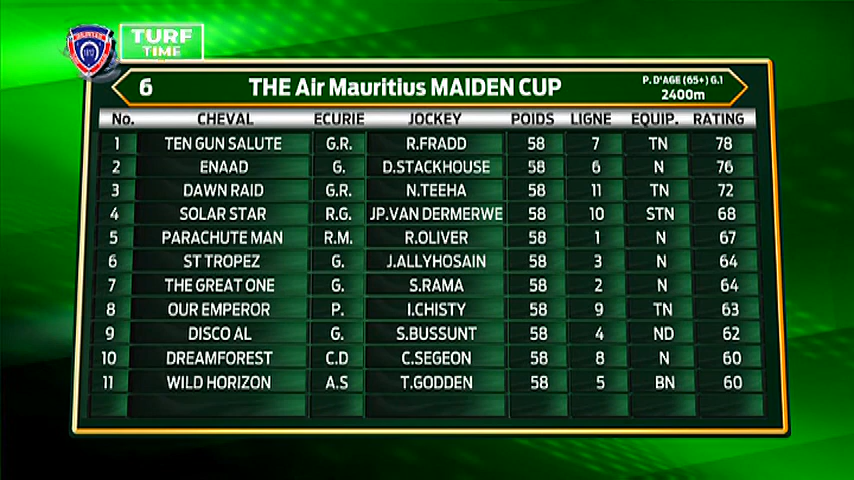 TURF
TIME
6 THE Air Mauritius MAIDEN CUP P. D'AGE (65+) G.1
2400m
No. CHEVAL ECURIE JOCKEY POIDS LIGNE EQUIP. RATING
1 TEN GUN SALUTE G.R. R.FRADD 58 7 TN 78
2 ENAAD G. D.STACKHOUSE 58 6 N 76
3 DAWN RAID G.R. N.TEEHA 58 11 TN 72
4 SOLAR STAR R.G. JP.VAN DERMERWE 58 10 STN 68
5 PARACHUTE MAN R.M. R.OLIVER 58 1 N 67
6 ST TROPEZ G. J.ALLYHOSAIN 58 3 N 64
7 THE GREAT ONE G. S.RAMA 58 2 N 64
8 OUR EMPEROR P. I.CHISTY 58 9 TN 63
9 DISCO AL G. S.BUSSUNT 58 4 ND 62
10 DREAMFOREST C.D C.SEGEON 58 8 N 60
11 WILD HORIZON A.S T.GODDEN 58 5 BN 60